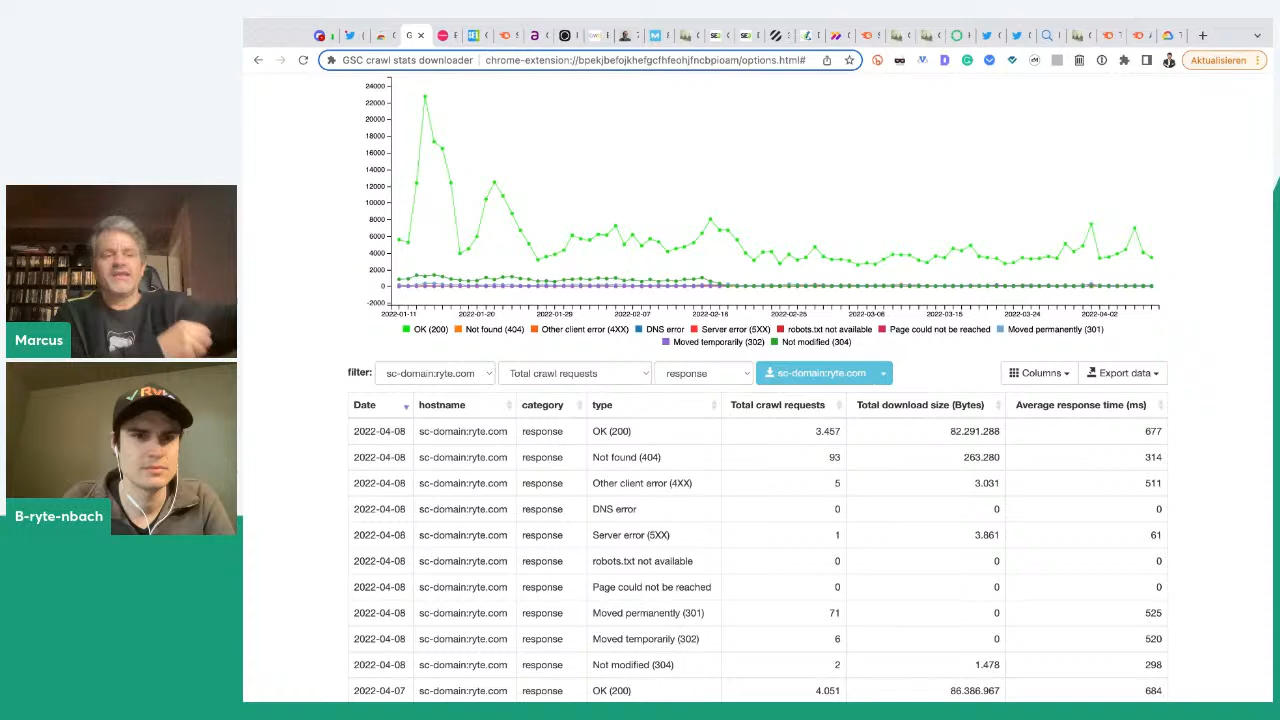 GSC crawl stats downloader chrome-extension://bpekjbefojkhefgcfhfeohjfncbpioam/options.html# Aktualisieren
24000
22000
20000
18000
16000
14000
12000
10000
8000
6000
4000
2000
0
-2000
2022-01-11 2022-01-20 2022-01-29 2022-02-07 2022-02-16 2022-02-25 2022-03-06 2022-03-15 2022-03-24 2022-04-02
OK (200) Not found (404) Other client error (4XX) DNS error Server error (5XX) robots.txt not available Page could not be reached Moved permanently (301)
Moved temporarily (302) Not modified (304)
Marcus
B-ryte-nbach
filter: sc-domain:ryte.com Total crawl requests response sc-domain:ryte.com Columns Export data
Date hostname category type Total crawl requests Total download size (Bytes) Average response time (ms)
2022-04-08 sc-domain:ryte.com response OK (200) 3.457 82.291.288 677
2022-04-08 sc-domain:ryte.com response Not found (404) 93 263.280 314
2022-04-08 sc-domain:ryte.com response Other client error (4XX) 5 3.031 511
2022-04-08 sc-domain:ryte.com response DNS error 0 0 0
2022-04-08 sc-domain:ryte.com response Server error (5XX) 1 3.861 61
2022-04-08 sc-domain:ryte.com response robots.txt not available 0 0 0
2022-04-08 sc-domain:ryte.com response Page could not be reached 0 0 0
2022-04-08 sc-domain:ryte.com response Moved permanently (301) 71 0 525
2022-04-08 sc-domain:ryte.com response Moved temporarily (302) 6 0 520
2022-04-08 sc-domain:ryte.com response Not modified (304) 2 1.478 298
2022-04-07 sc-domain:ryte.com response OK (200) 4.051 86.386.967 684